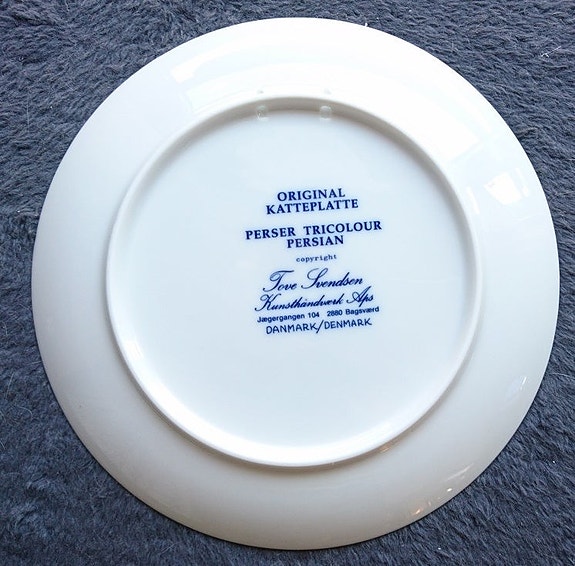 ORIGINAL
KATTEPLATTE
PERSER TRICOLOUR
PERSIAN
copyright
Tove Svendsen
Kunsthåndværk Aps
Jægergangen 104 2880 Bagsværd
DANMARK/DENMARK